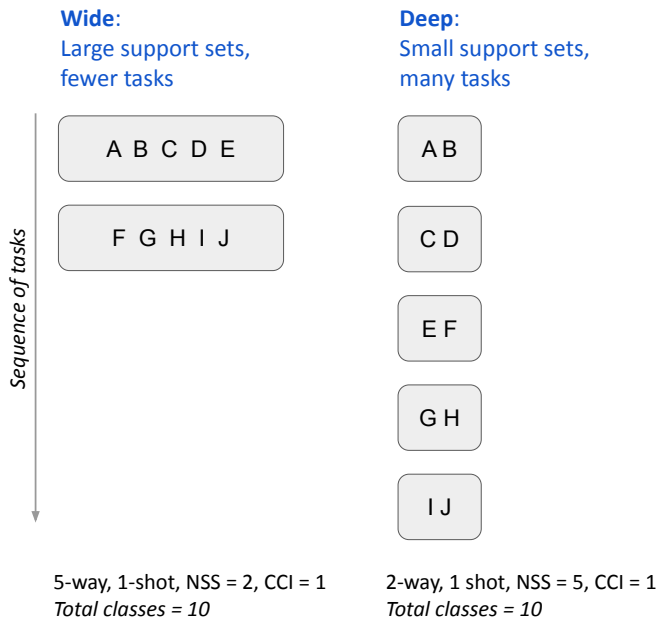 Wide:
Large support sets,
fewer tasks
A B C D E
F G H I J
Sequence of tasks
5-way, 1-shot, NSS = 2, CCI = 1
Total classes = 10
Deep:
Small support sets,
many tasks
A B
C D
E F
G H
I J
2-way, 1 shot, NSS = 5, CCI = 1
Total classes = 10